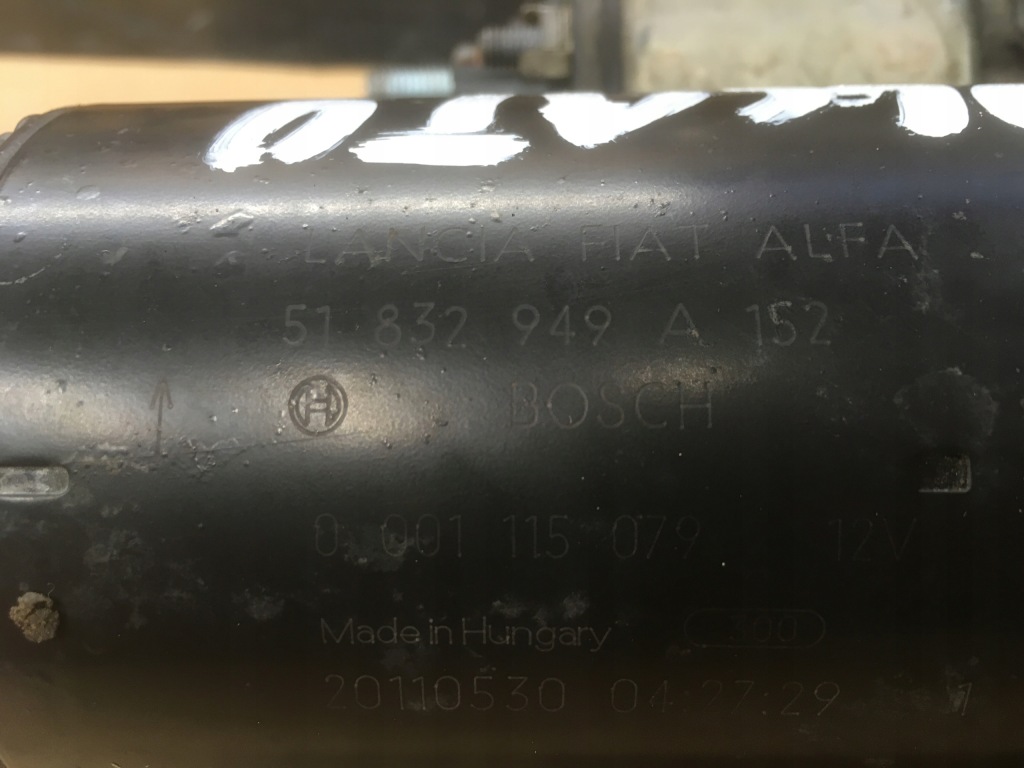 LANCIA FIAT ALFA
51 832 949 A 152
BOSCH
0 001 115 079 12V
Made in Hungary
20110530 04:27:29 1